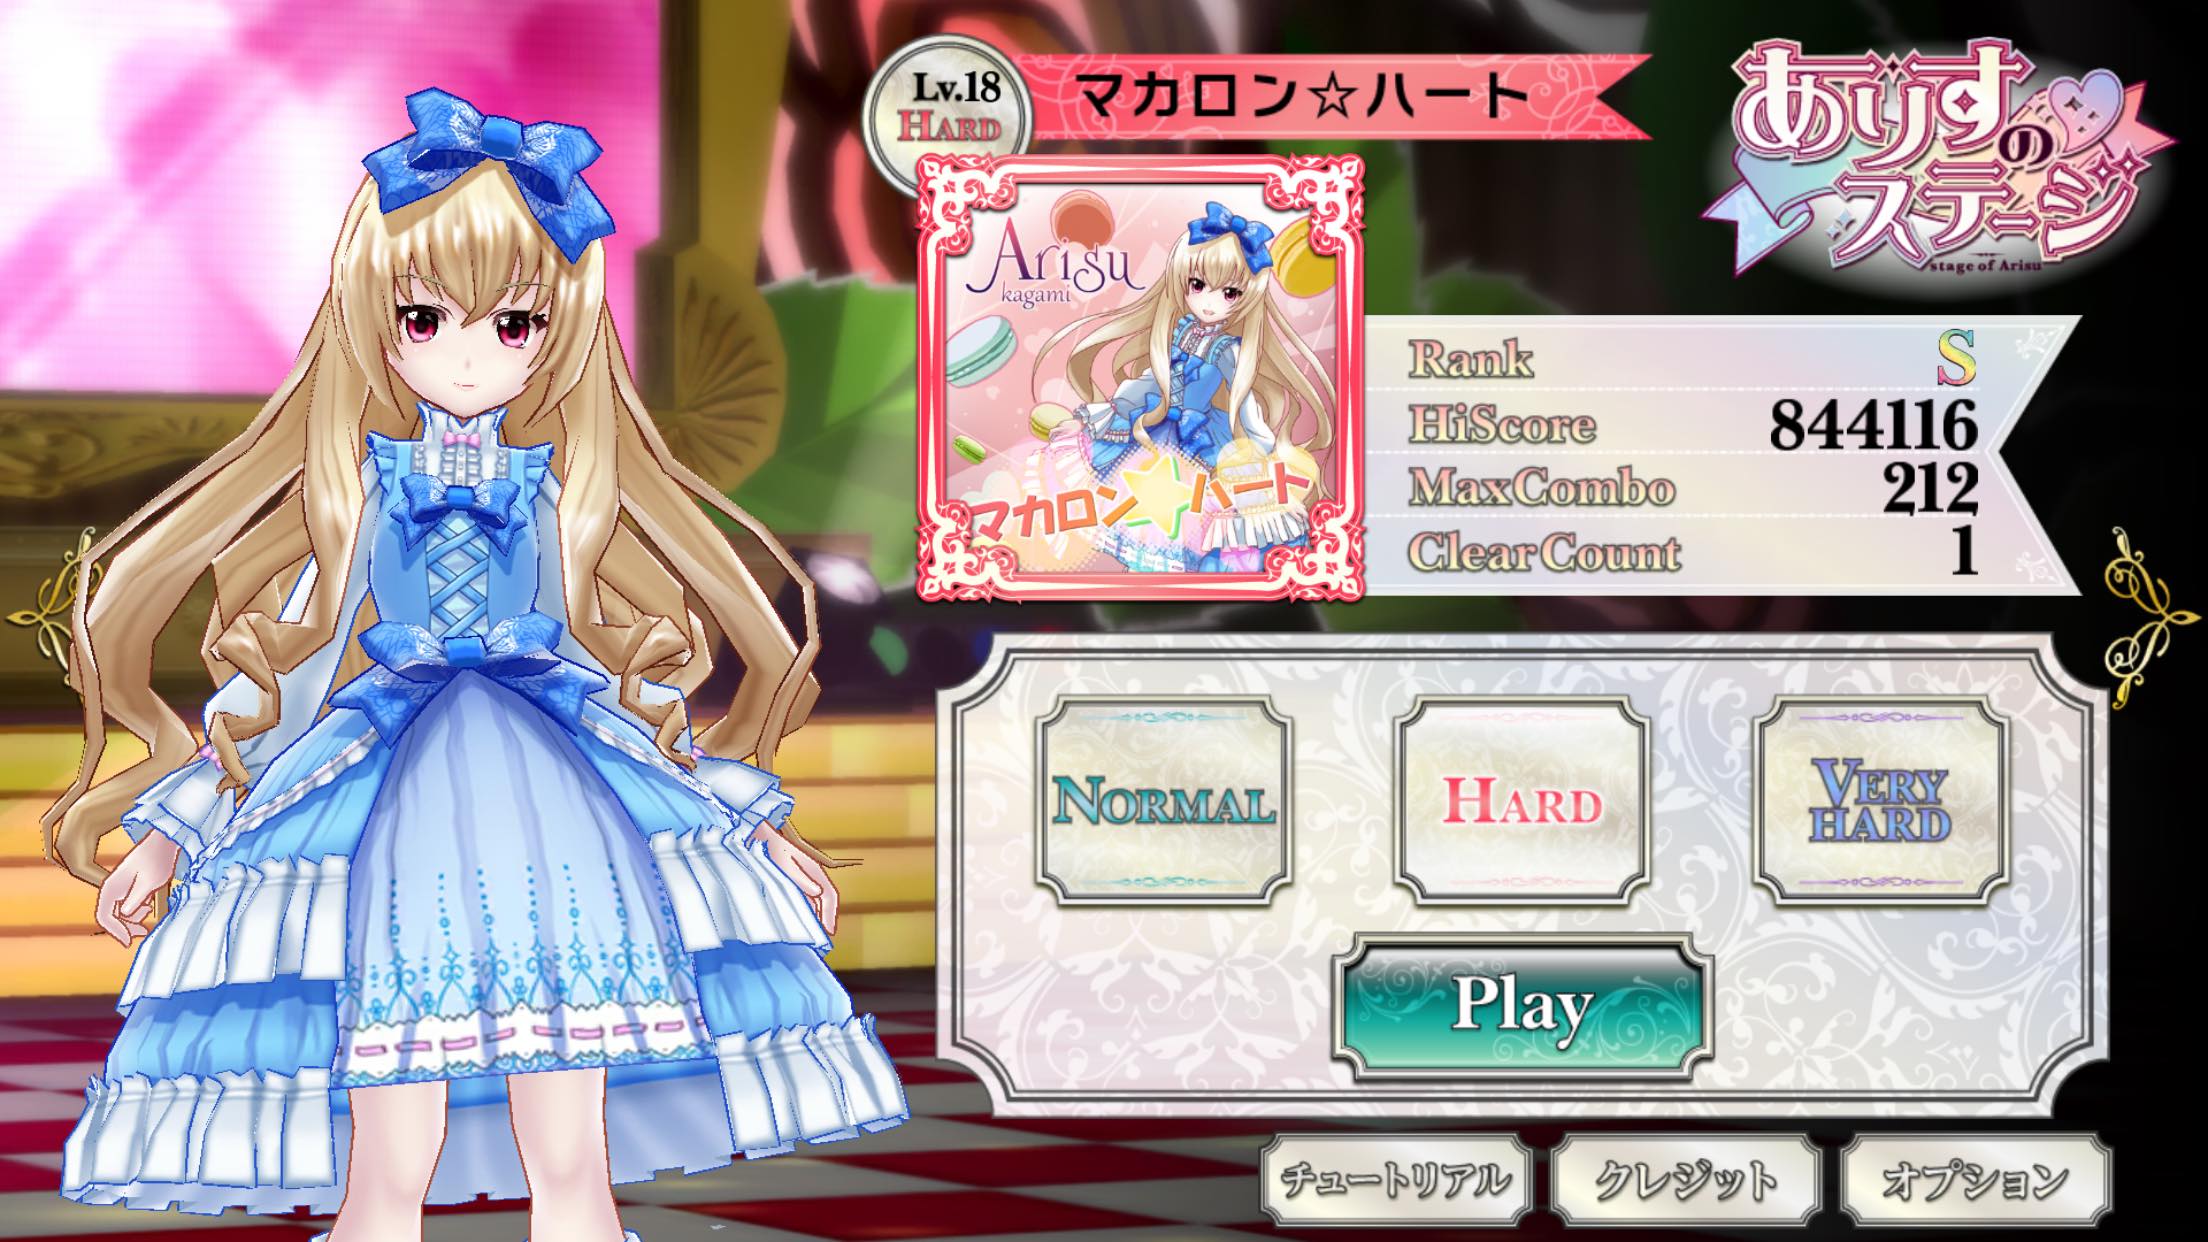 Lv.18
HARD
マカロン☆ハート
ありすの
ステージ
stage of Arisu
Arisu
kagami
マカロン☆ハート
Rank S
HiScore 844116
MaxCombo 212
ClearCount 1
NORMAL
HARD
VERY
HARD
Play
チュートリアル
クレジット
オプション